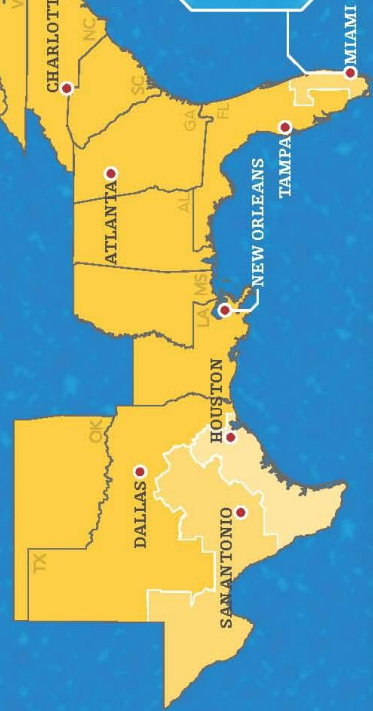 CHARLOTT
NC
SC
ATLANTA
GA
FL
MIAMI
TAMPA
AL
MS
LA
NEW ORLEANS
HOUSTON
OK
DALLAS
TX
SAN ANTONIO